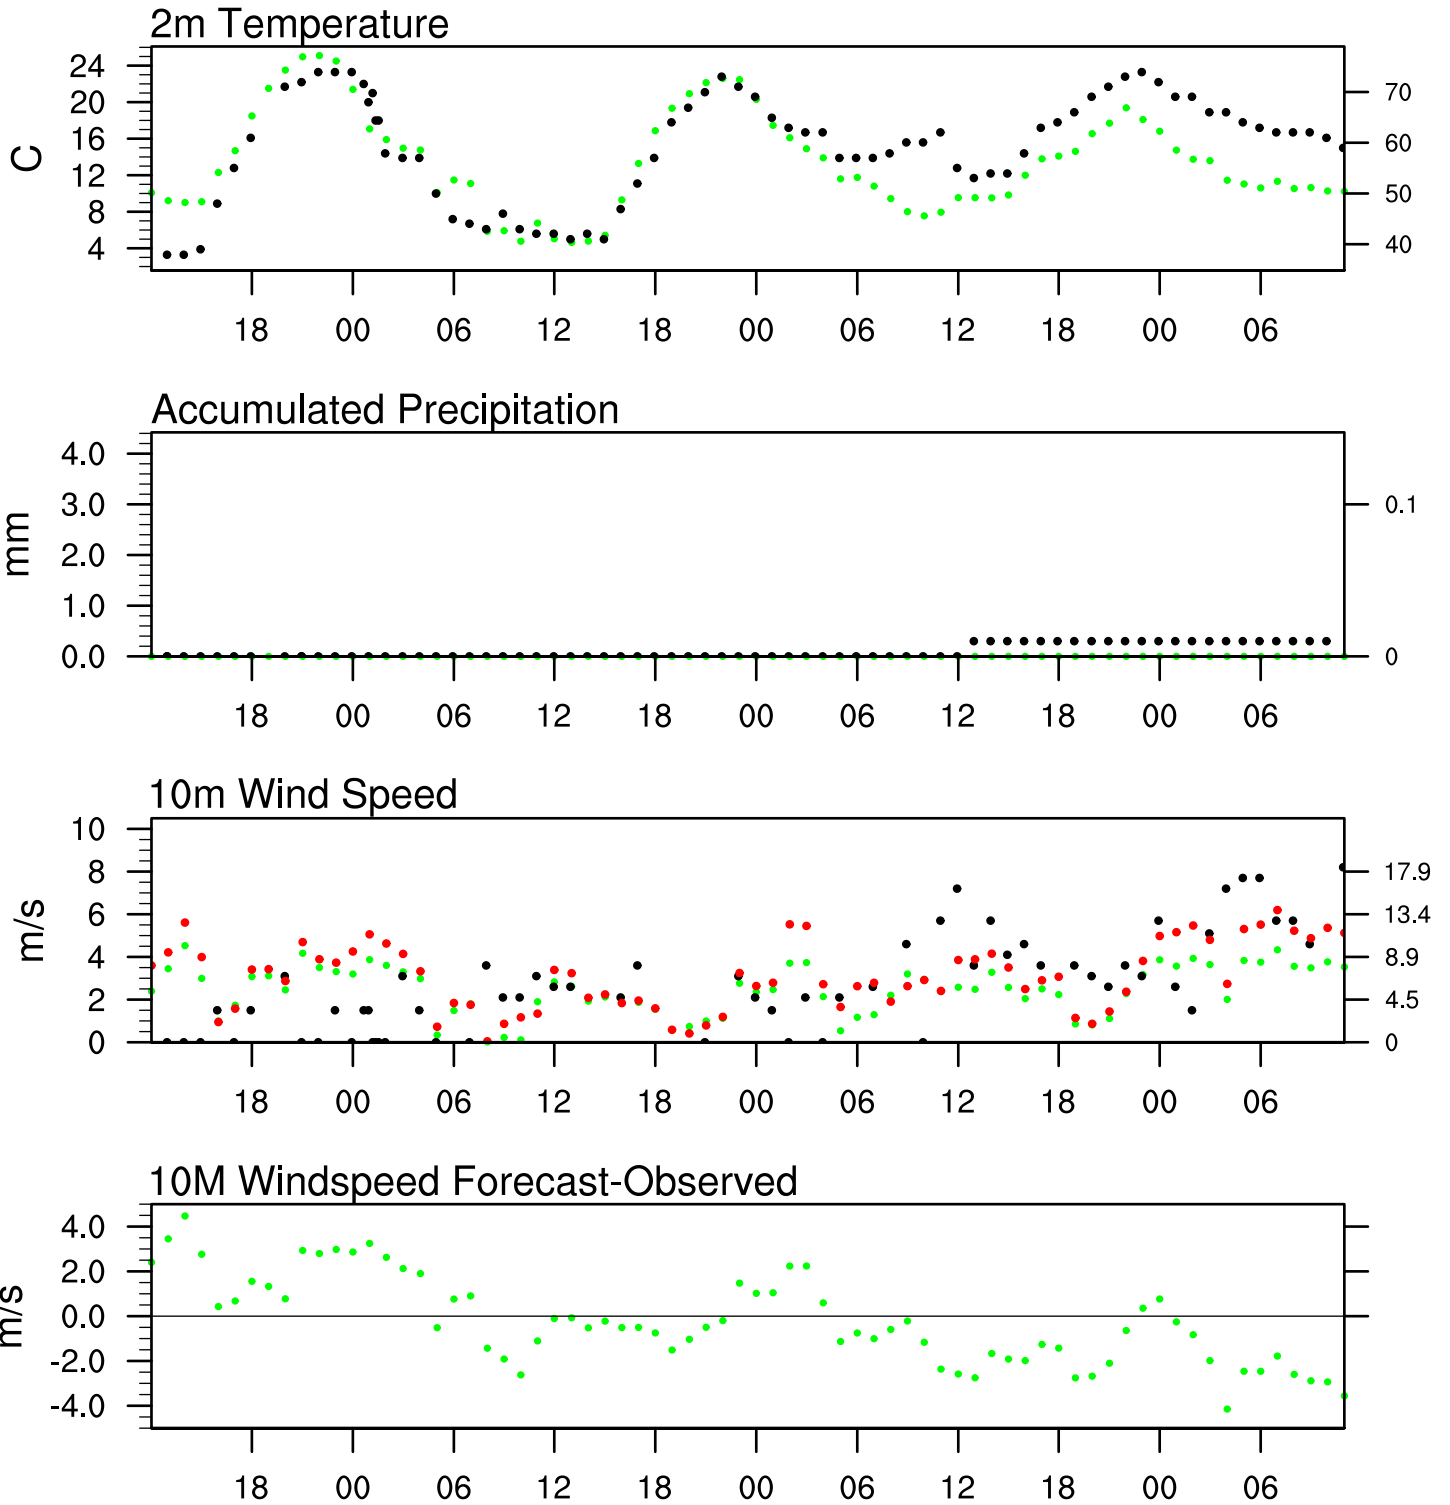 2m Temperature
C
24
20
16
12
8
4
70
60
50
40
18 00 06 12 18 00 06 12 18 00 06
Accumulated Precipitation
mm
4.0
3.0
2.0
1.0
0.0
0.1
0
18 00 06 12 18 00 06 12 18 00 06
10m Wind Speed
m/s
10
8
6
4
2
0
17.9
13.4
8.9
4.5
0
18 00 06 12 18 00 06 12 18 00 06
10M Windspeed Forecast-Observed
m/s
4.0
2.0
0.0
-2.0
-4.0
18 00 06 12 18 00 06 12 18 00 06